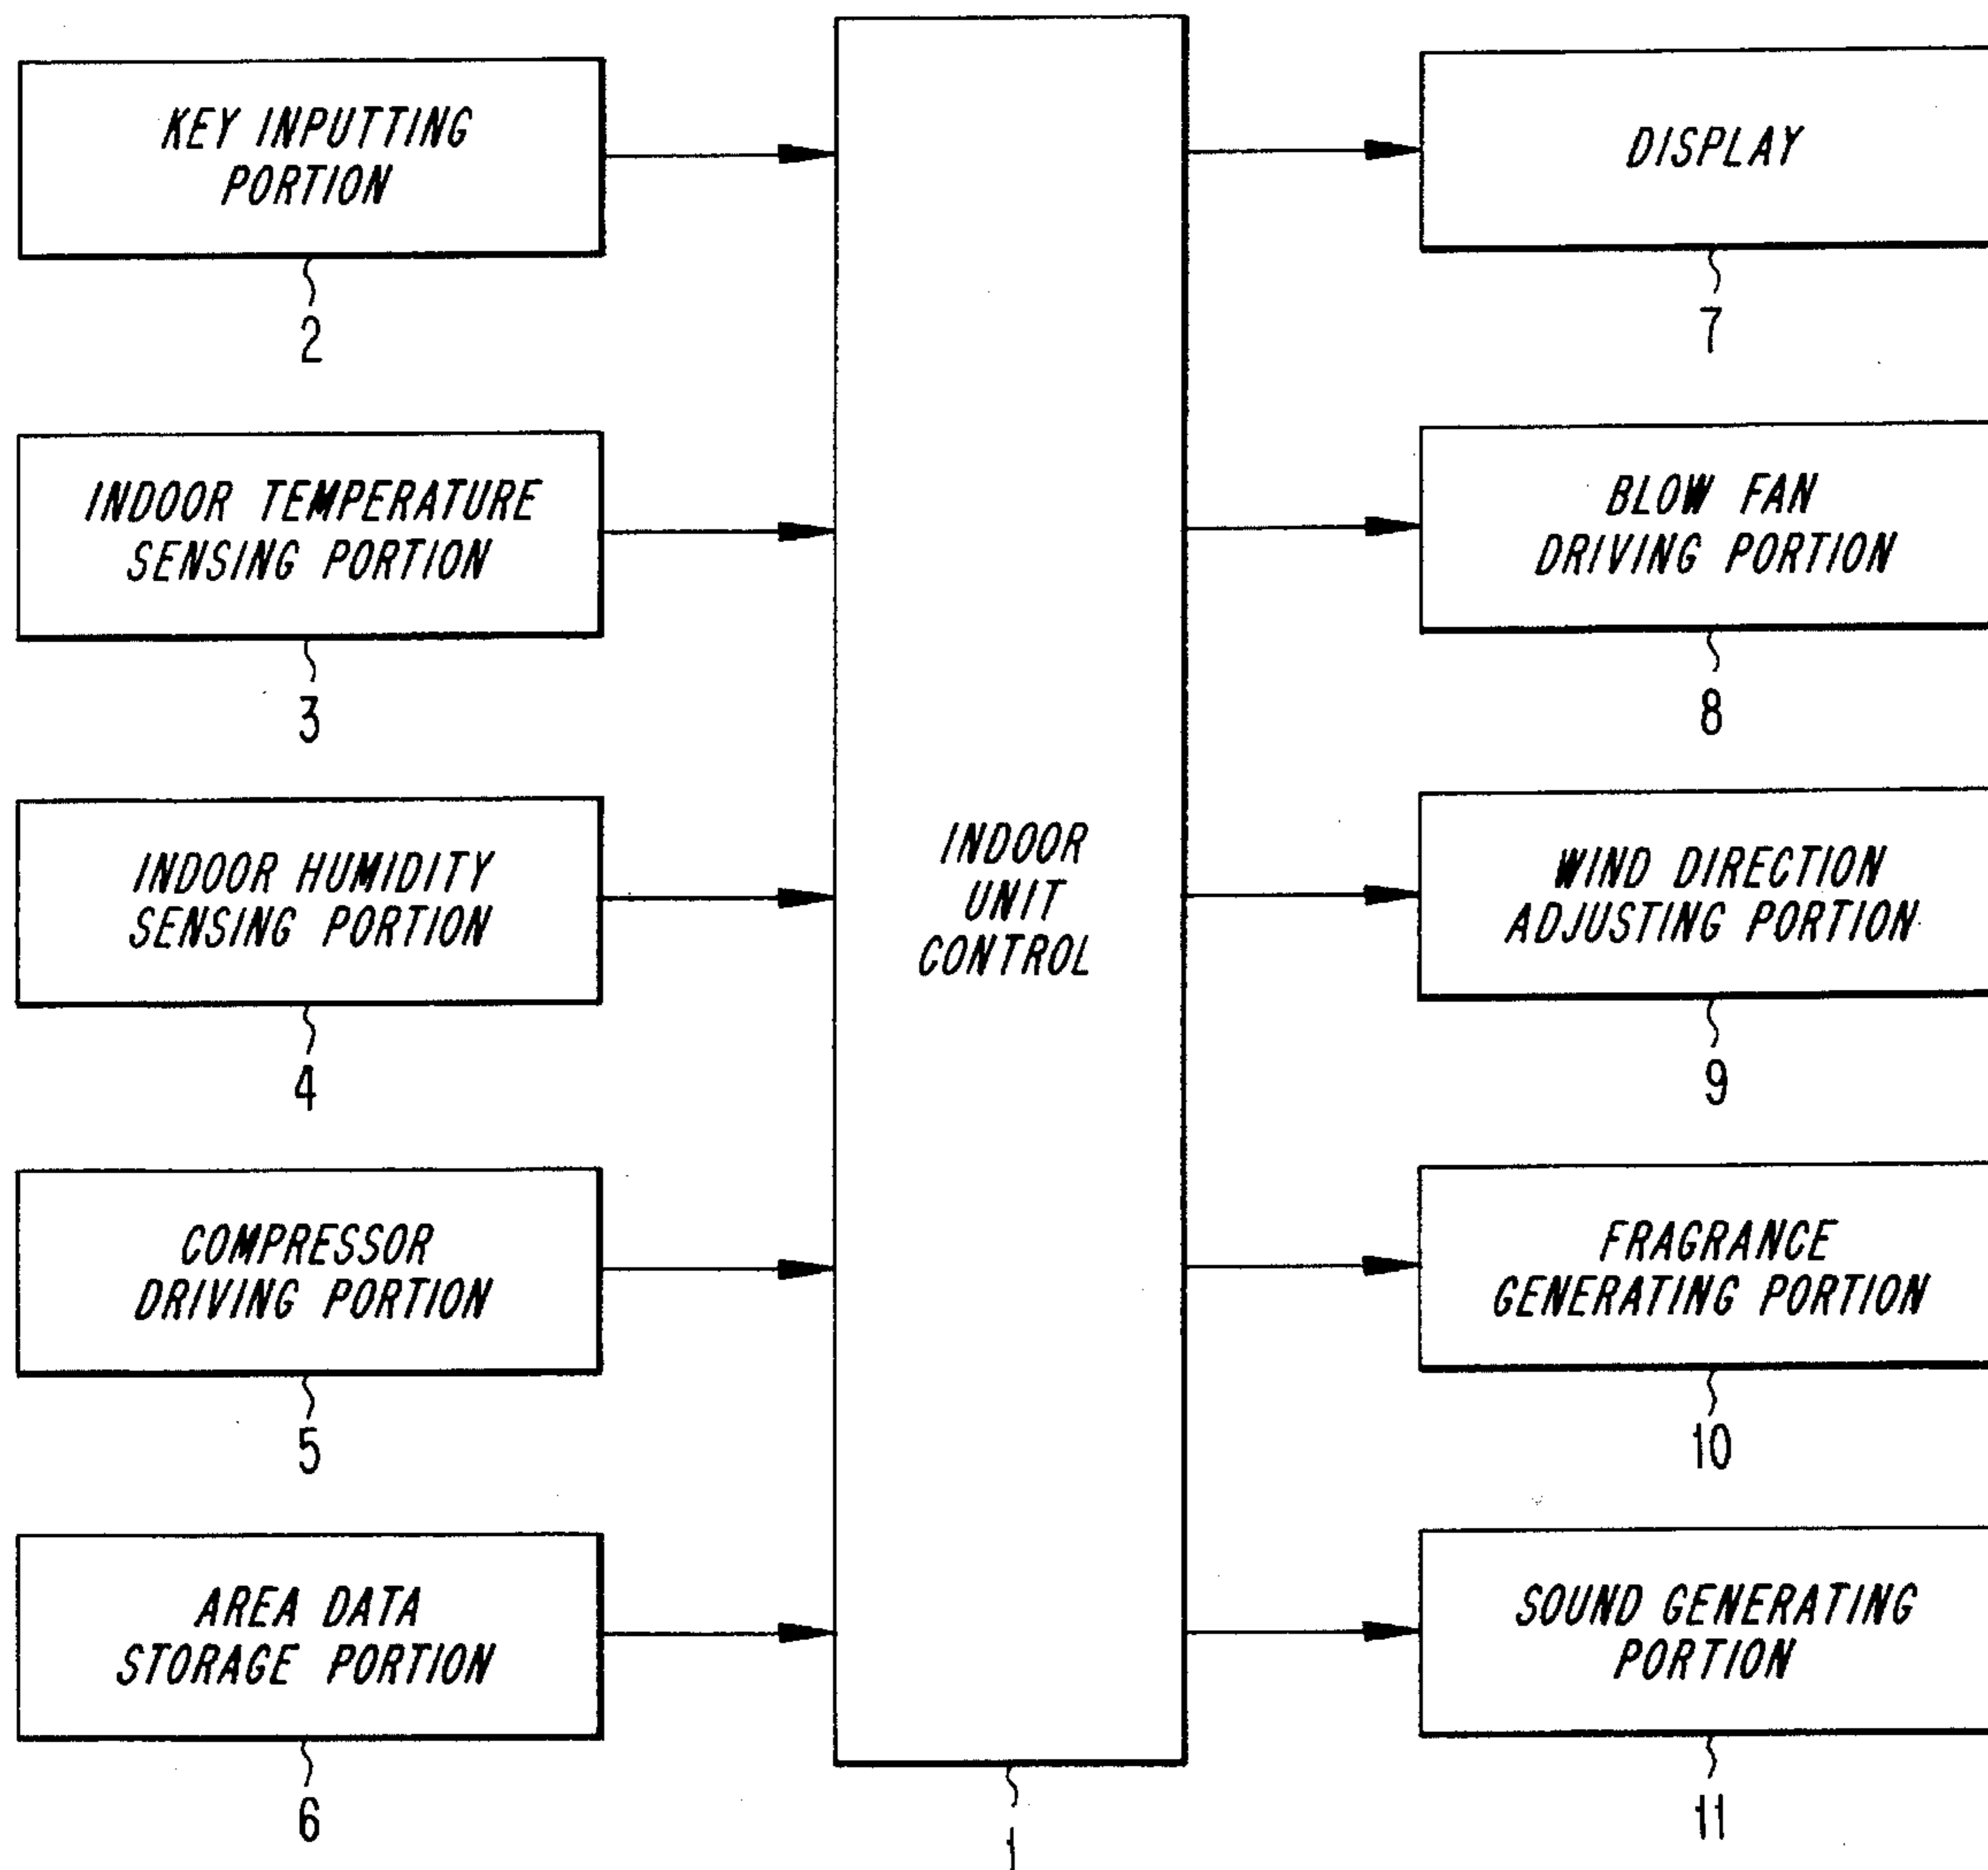 KEY INPUTTING
PORTION
2
INDOOR TEMPERATURE
SENSING PORTION
3
INDOOR HUMIDITY
SENSING PORTION
4
COMPRESSOR
DRIVING PORTION
5
AREA DATA
STORAGE PORTION
6
INDOOR
UNIT
CONTROL
1
DISPLAY
7
BLOW FAN
DRIVING PORTION
8
WIND DIRECTION
ADJUSTING PORTION
9
FRAGRANCE
GENERATING PORTION
10
SOUND GENERATING
PORTION
11